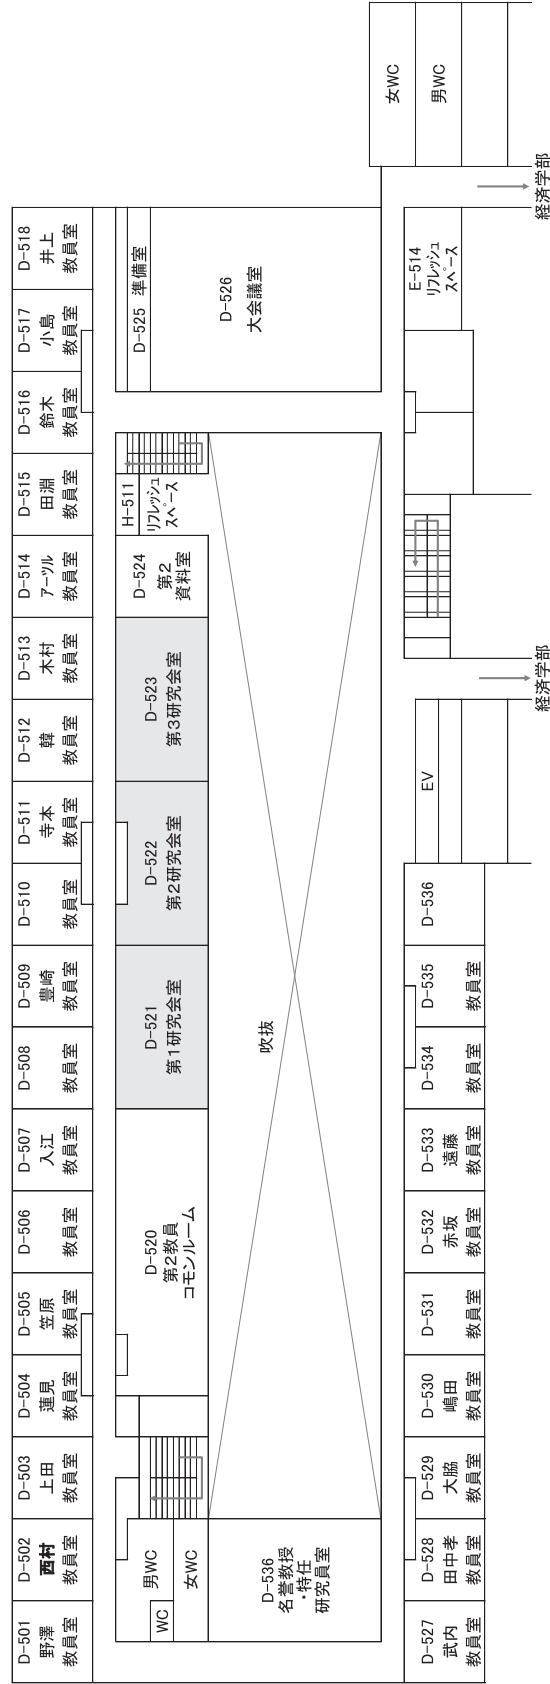 D-518
井上
教員室
D-517
小島
教員室
D-516
鈴木
教員室
D-515
田淵
教員室
D-514
アーツル
教員室
D-513
木村
教員室
D-512
韓
教員室
D-511
寺本
教員室
D-510
教員室
D-509
豊崎
教員室
D-508
教員室
D-507
入江
教員室
D-506
教員室
D-505
笠原
教員室
D-504
蓮見
教員室
D-503
上田
教員室
D-502
西村
教員室
D-501
野澤
教員室
D-525 準備室
D-526
大会議室
H-511
リフレッシュ
スペース
D-524
第2
資料室
D-523
第3研究会室
D-522
第2研究会室
D-521
第1研究会室
D-520
第2教員
コモンルーム
吹抜
男WC
WC
女WC
D-536
名誉教授
・特任
研究員室
女WC
男WC
経済学部
E-514
リフレッシュ
スペース
経済学部
EV
D-536
D-535
教員室
D-534
教員室
D-533
遠藤
教員室
D-532
赤坂
教員室
D-531
教員室
D-530
嶋田
教員室
D-529
大脇
教員室
D-528
田中孝
教員室
D-527
武内
教員室